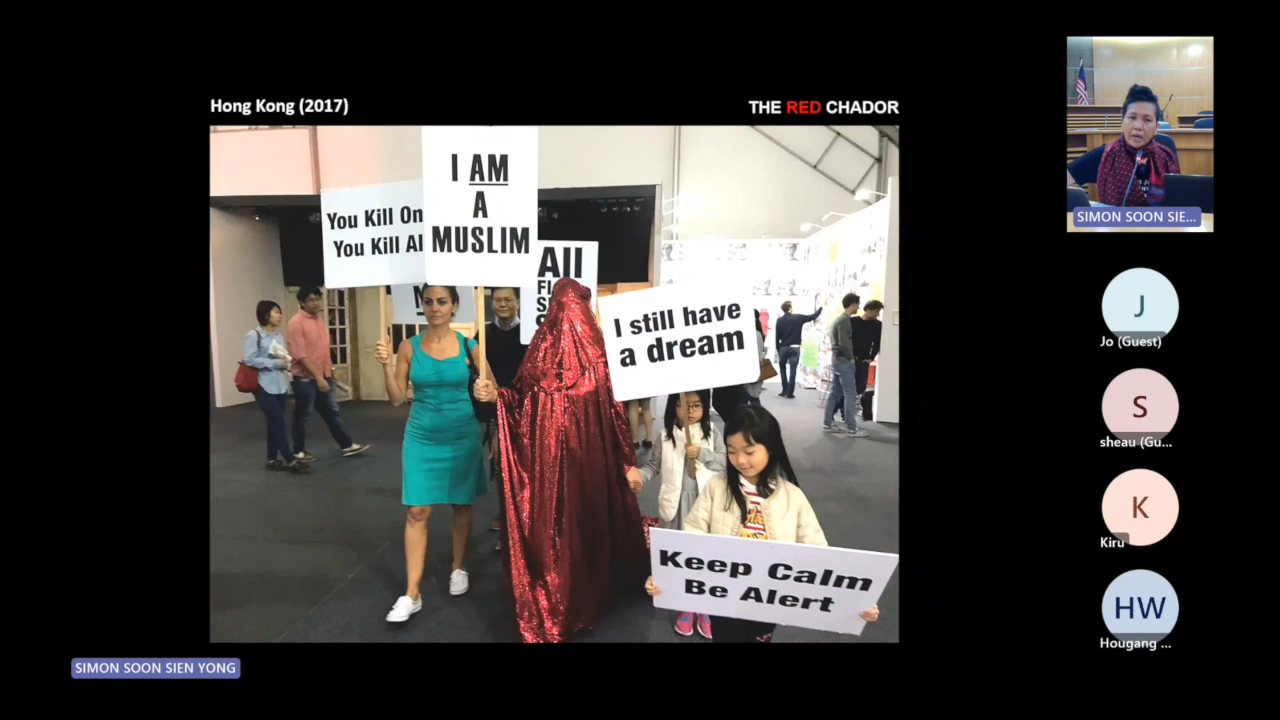 Hong Kong (2017)
THE RED CHADOR
You Kill On
You Kill Al
I AM
A
MUSLIM
All
I still have
a dream
Keep Calm
Be Alert
SIMON SOON SIE...
J
Jo (Guest)
S
sheau (Gu...
K
Kiru
HW
Hougang ...
SIMON SOON SIEN YONG